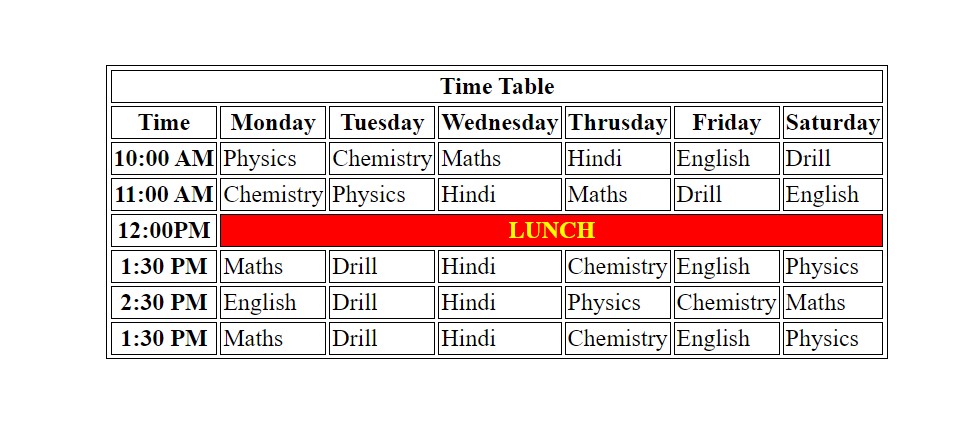 Time Table
Time Monday Tuesday Wednesday Thrusday Friday Saturday
10:00 AM Physics Chemistry Maths Hindi English Drill
11:00 AM Chemistry Physics Hindi Maths Drill English
12:00PM LUNCH
1:30 PM Maths Drill Hindi Chemistry English Physics
2:30 PM English Drill Hindi Physics Chemistry Maths
1:30 PM Maths Drill Hindi Chemistry English Physics